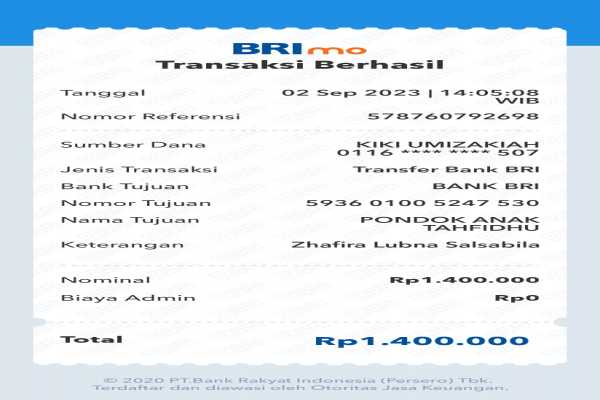 BRImo
Transaksi Berhasil
Tanggal 02 Sep 2023 | 14:05:08
WIB
Nomor Referensi 578760792698
Sumber Dana KIKI UMIZAKIAH
0116 **** **** 507
Jenis Transaksi Transfer Bank BRI
Bank Tujuan BANK BRI
Nomor Tujuan 5936 0100 5247 530
Nama Tujuan PONDOK ANAK
TAHFIDHU
Keterangan Zhafira Lubna Salsabila
Nominal Rp1.400.000
Biaya Admin Rp0
Total Rp1.400.000
© 2020 PT.Bank Rakyat Indonesia (Persero) Tbk.
Terdaftar dan diawasi oleh Otoritas Jasa Keuangan.